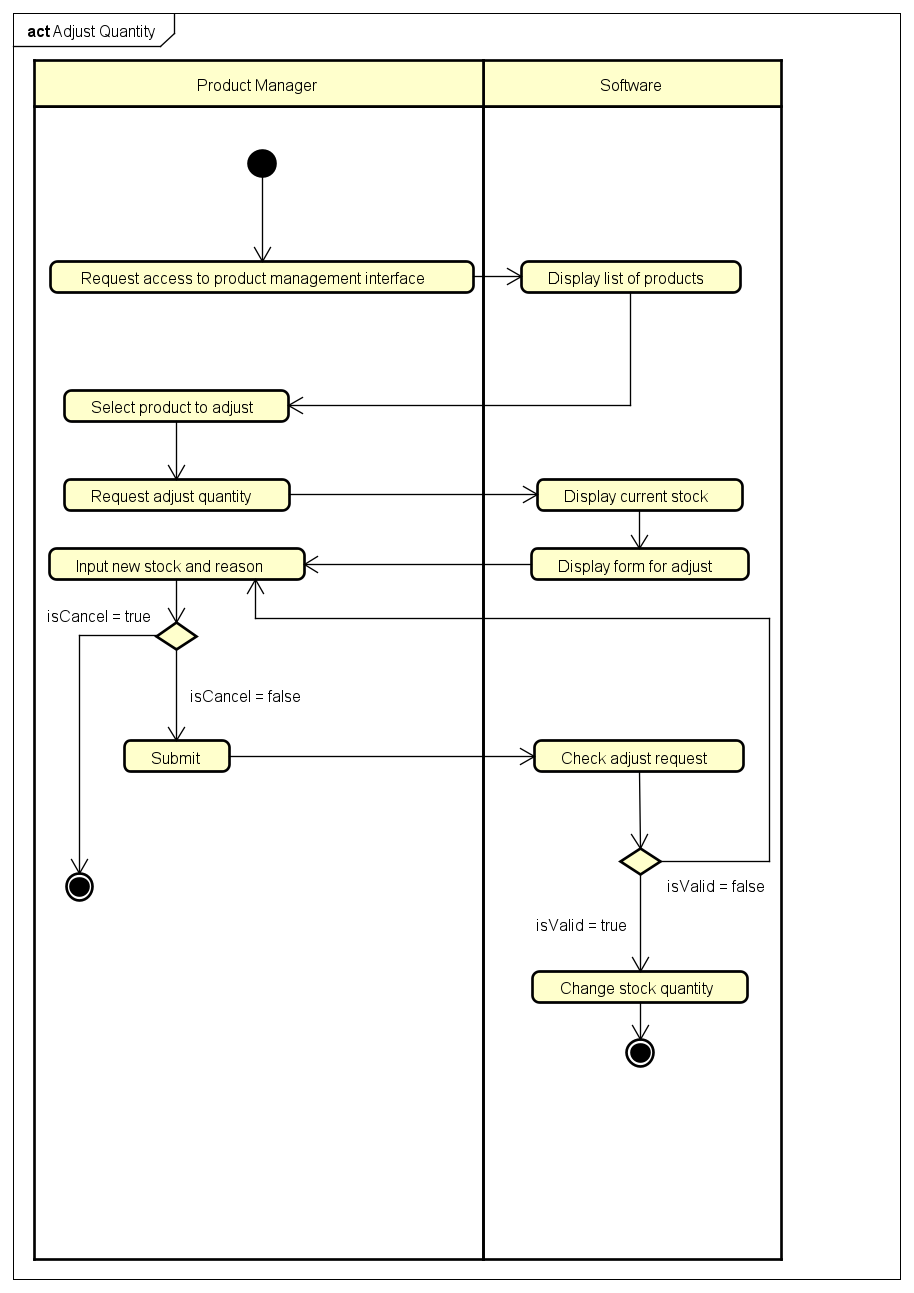 act Adjust Quantity
Product Manager
Software
Request access to product management interface
Display list of products
Select product to adjust
Request adjust quantity
Display current stock
Input new stock and reason
Display form for adjust
isCancel = true
isCancel = false
Submit
Check adjust request
isValid = false
isValid = true
Change stock quantity